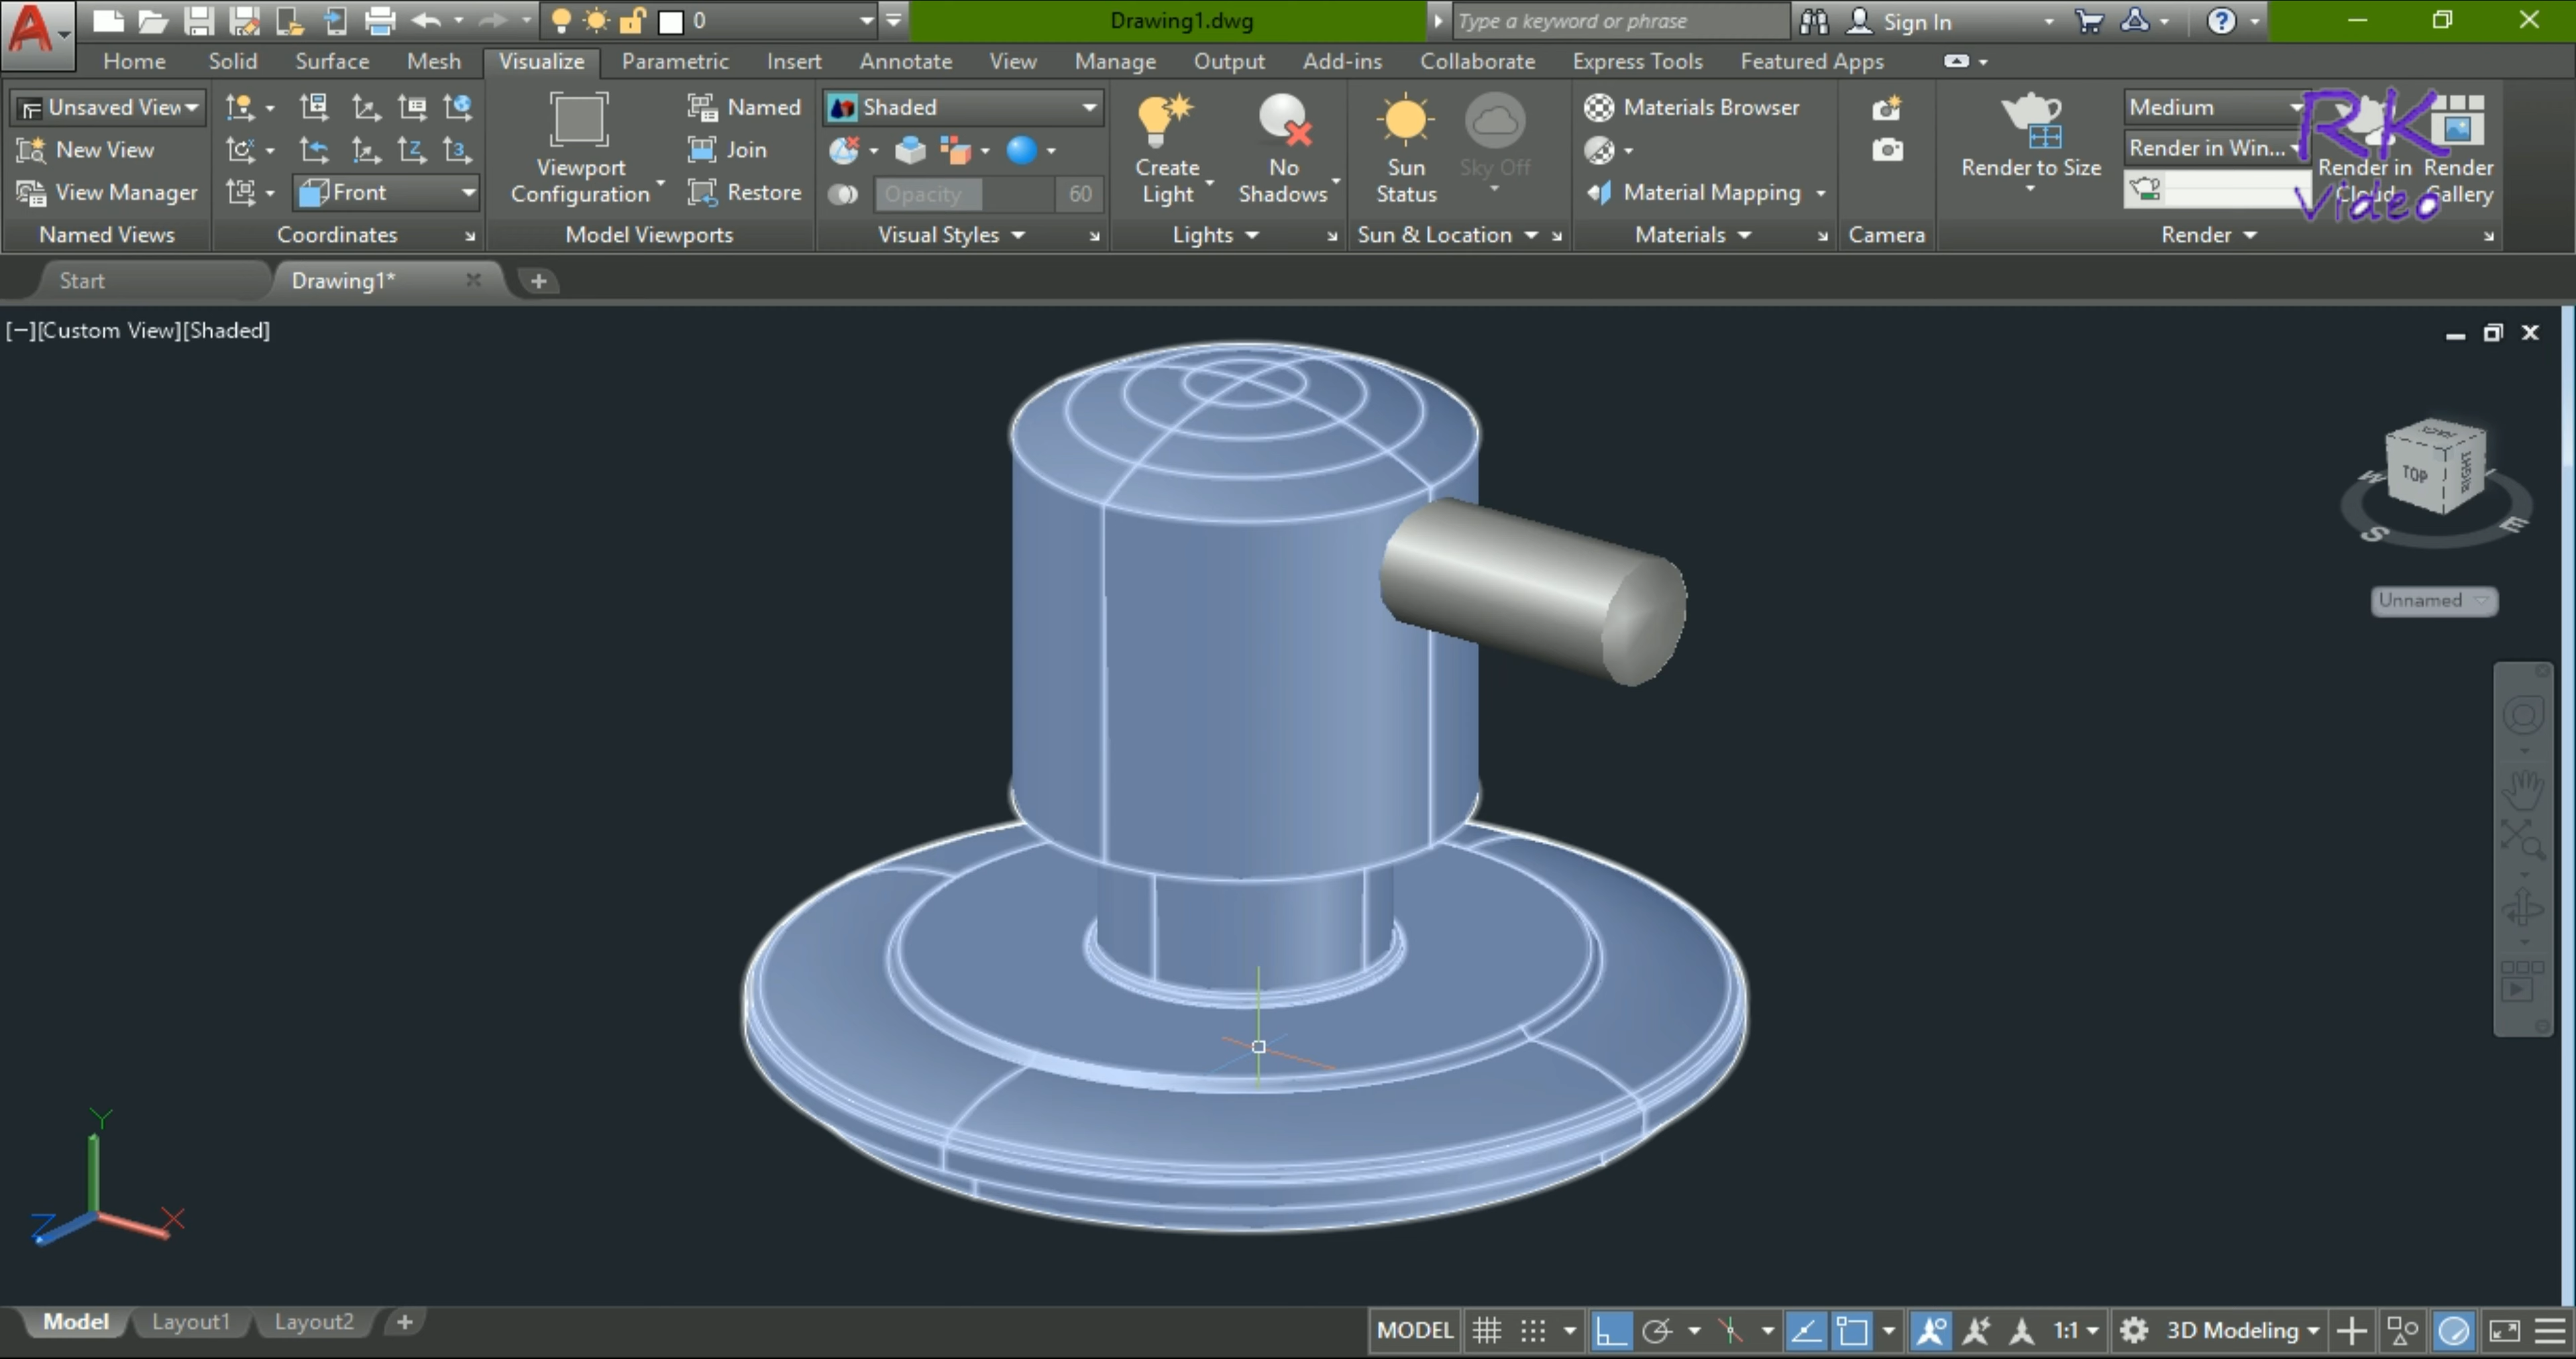 0
Drawing1.dwg
Type a keyword or phrase
Sign In
Home Solid Surface Mesh Visualize Parametric Insert Annotate View Manage Output Add-ins Collaborate Express Tools Featured Apps
Unsaved View
Named
Shaded
Materials Browser
Medium
RK
New View
Join
Render in Win...
View Manager
Front
Viewport Configuration
Restore
Opacity 60
Create Light
No Shadows
Sun Status
Sky Off
Material Mapping
Render to Size
Render in
Render Gallery
Video
Named Views Coordinates Model Viewports Visual Styles Lights Sun & Location Materials Camera Render
Start Drawing1*
[−][Custom View][Shaded]
TOP RIGHT
W S E
Unnamed
Y
Z X
Model Layout1 Layout2
MODEL 1:1 3D Modeling